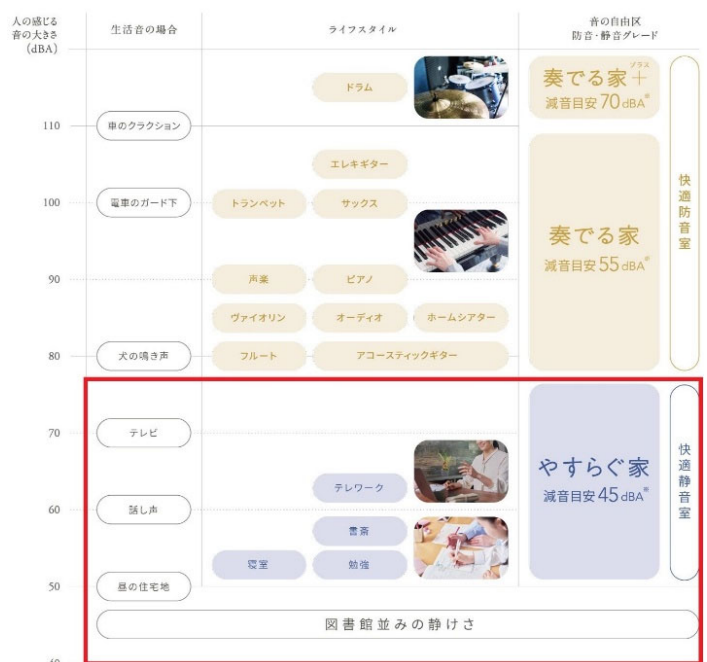 人の感じる
音の大きさ
(dBA)
生活音の場合
ライフスタイル
音の自由区
防音・静音グレード
ドラム
プラス
奏でる家＋
減音目安70dBA※
110
車のクラクション
エレキギター
100
電車のガード下
トランペット
サックス
奏でる家
減音目安55dBA※
快適防音室
90
声楽
ピアノ
ヴァイオリン
オーディオ
ホームシアター
80
犬の鳴き声
フルート
アコースティックギター
70
テレビ
やすらぐ家
減音目安45dBA※
快適静音室
テレワーク
60
話し声
書斎
寝室
勉強
50
昼の住宅地
図書館並みの静けさ